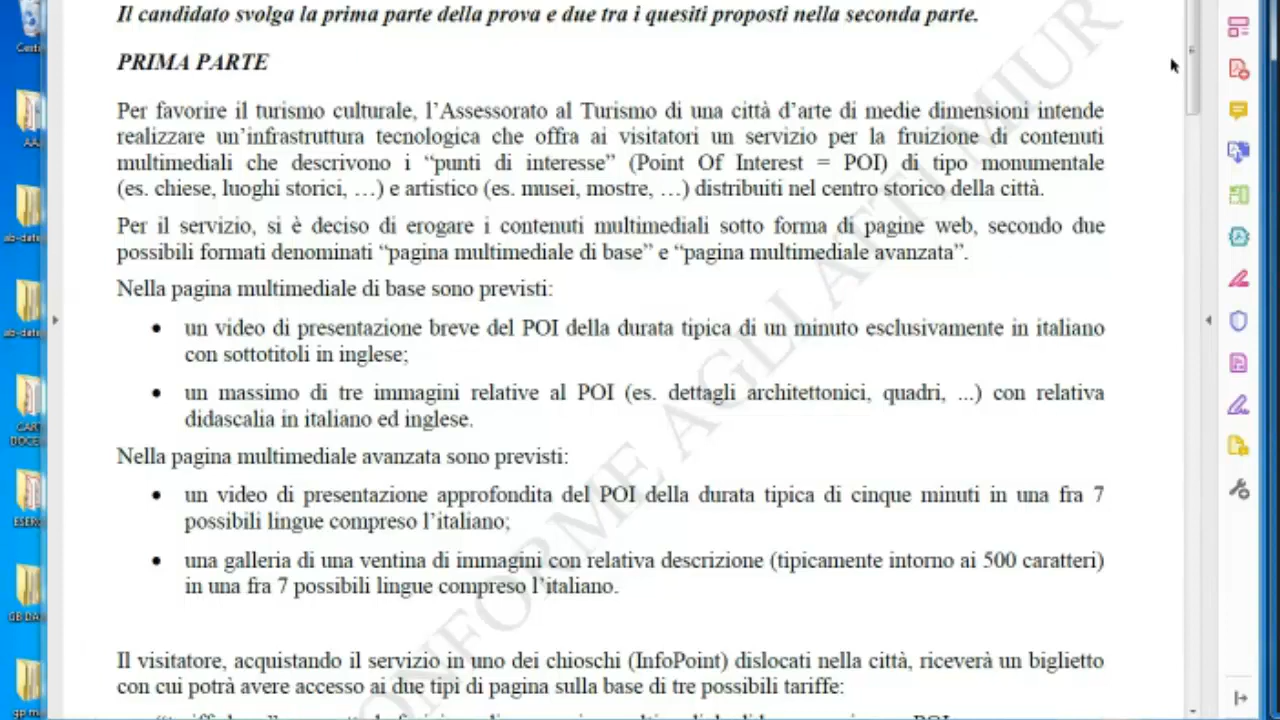 Il candidato svolga la prima parte della prova e due tra i quesiti proposti nella seconda parte.
PRIMA PARTE
Per favorire il turismo culturale, l’Assessorato al Turismo di una città d’arte di medie dimensioni intende
realizzare un’infrastruttura tecnologica che offra ai visitatori un servizio per la fruizione di contenuti
multimediali che descrivono i “punti di interesse” (Point Of Interest = POI) di tipo monumentale
(es. chiese, luoghi storici, …) e artistico (es. musei, mostre, …) distribuiti nel centro storico della città.
Per il servizio, si è deciso di erogare i contenuti multimediali sotto forma di pagine web, secondo due
possibili formati denominati “pagina multimediale di base” e “pagina multimediale avanzata”.
Nella pagina multimediale di base sono previsti:
• un video di presentazione breve del POI della durata tipica di un minuto esclusivamente in italiano
con sottotitoli in inglese;
• un massimo di tre immagini relative al POI (es. dettagli architettonici, quadri, ...) con relativa
didascalia in italiano ed inglese.
Nella pagina multimediale avanzata sono previsti:
• un video di presentazione approfondita del POI della durata tipica di cinque minuti in una fra 7
possibili lingue compreso l’italiano;
• una galleria di una ventina di immagini con relativa descrizione (tipicamente intorno ai 500 caratteri)
in una fra 7 possibili lingue compreso l’italiano.
Il visitatore, acquistando il servizio in uno dei chioschi (InfoPoint) dislocati nella città, riceverà un biglietto
con cui potrà avere accesso ai due tipi di pagina sulla base di tre possibili tariffe:
ONFORME AGLI ATTI MIUR